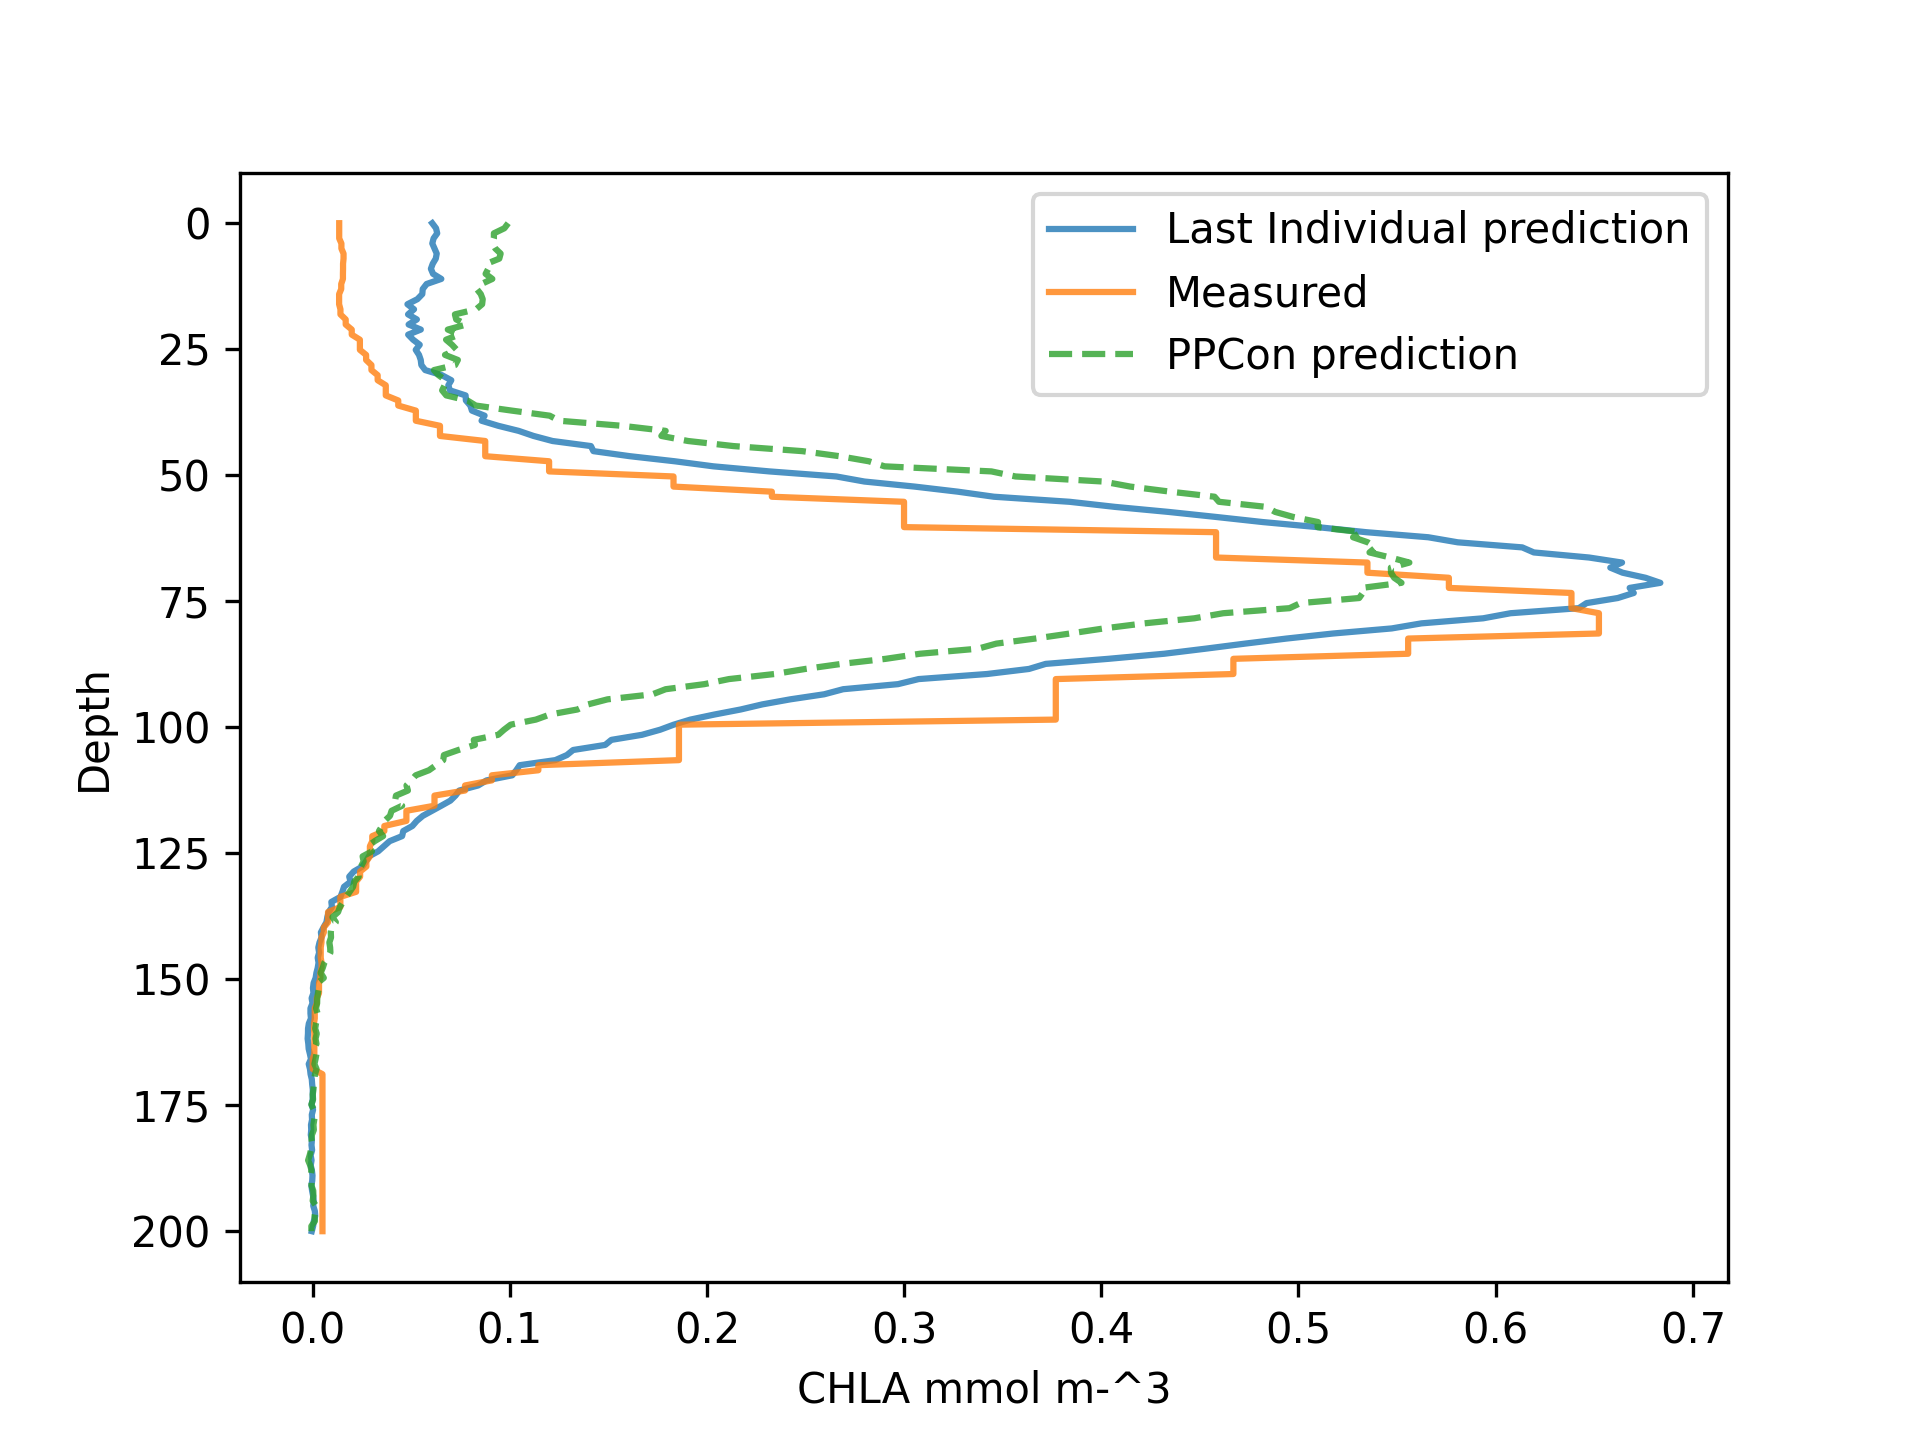 Last Individual prediction
Measured
PPCon prediction
0
25
50
75
100
125
150
175
200
Depth
0.0 0.1 0.2 0.3 0.4 0.5 0.6 0.7
CHLA mmol m-^3